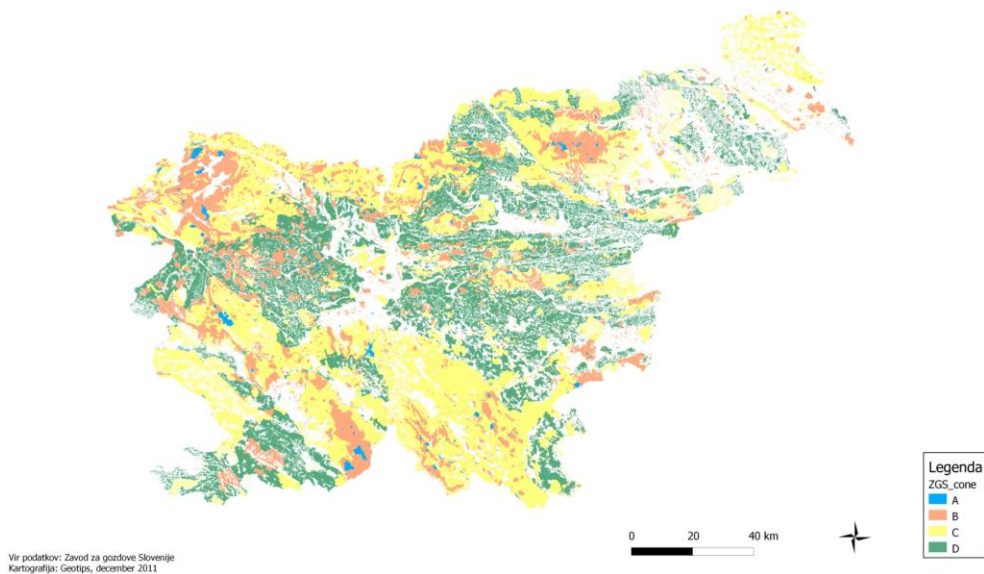 Legenda
ZGS_cone
A
B
C
D
0 20 40 km
Vir podatkov: Zavod za gozdove Slovenije
Kartografija: Geotips, december 2011